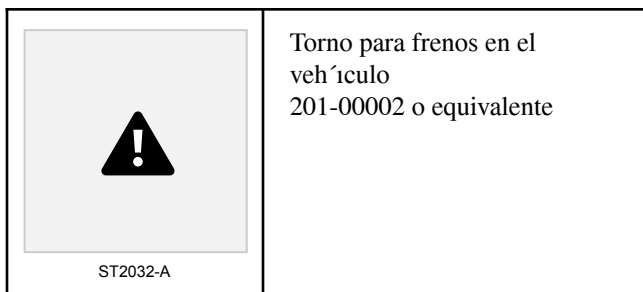 Torno para frenos en el
veh´ıculo
201-00002 o equivalente
ST2032-A